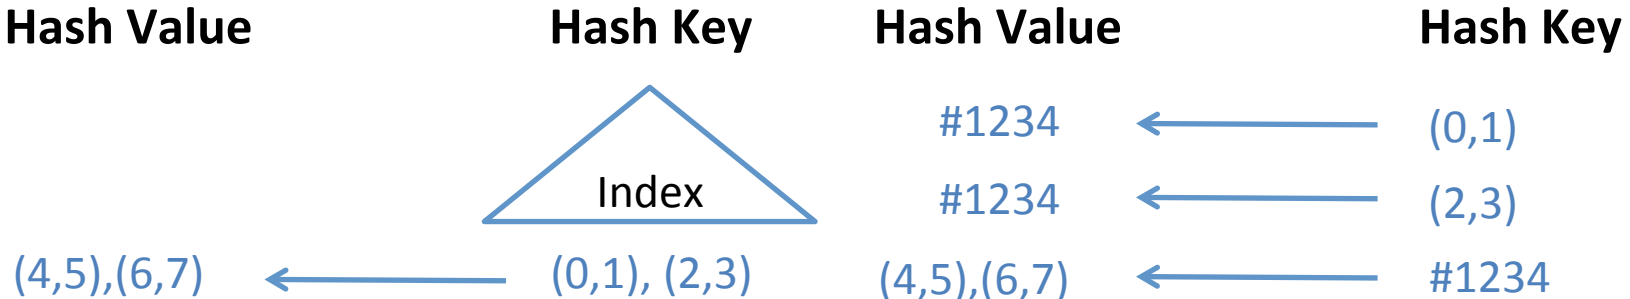 Hash Value Hash Key Hash Value Hash Key
#1234 (0,1)
Index #1234 (2,3)
(4,5),(6,7) (0,1), (2,3) (4,5),(6,7) #1234